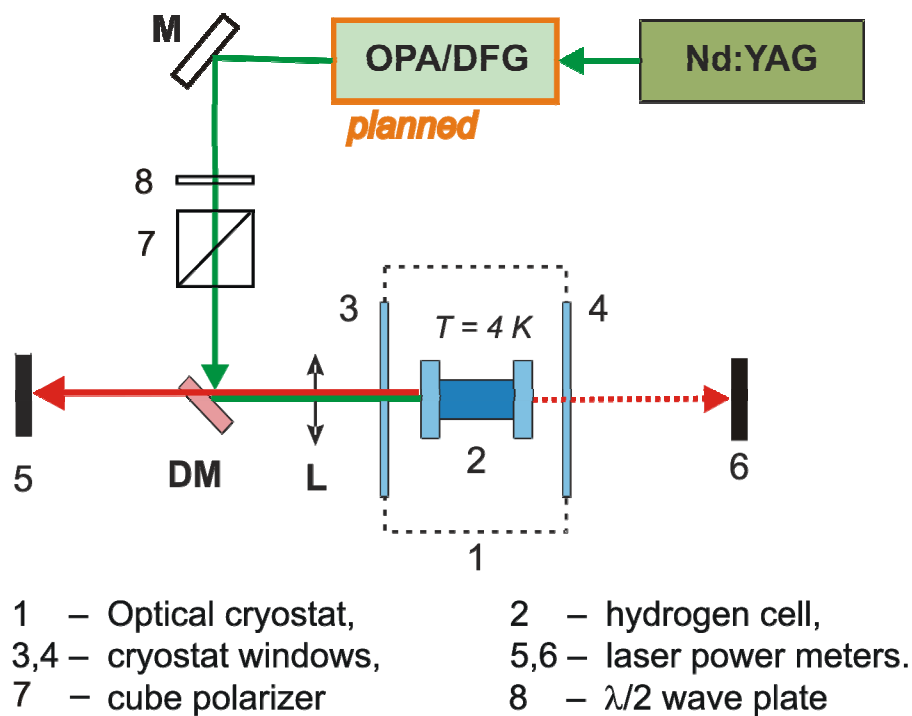 M
OPA/DFG
Nd:YAG
planned
8
7
3
4
T = 4 K
5
DM
L
2
6
1
1 – Optical cryostat,
2 – hydrogen cell,
3,4 – cryostat windows,
5,6 – laser power meters.
7 – cube polarizer
8 – λ/2 wave plate